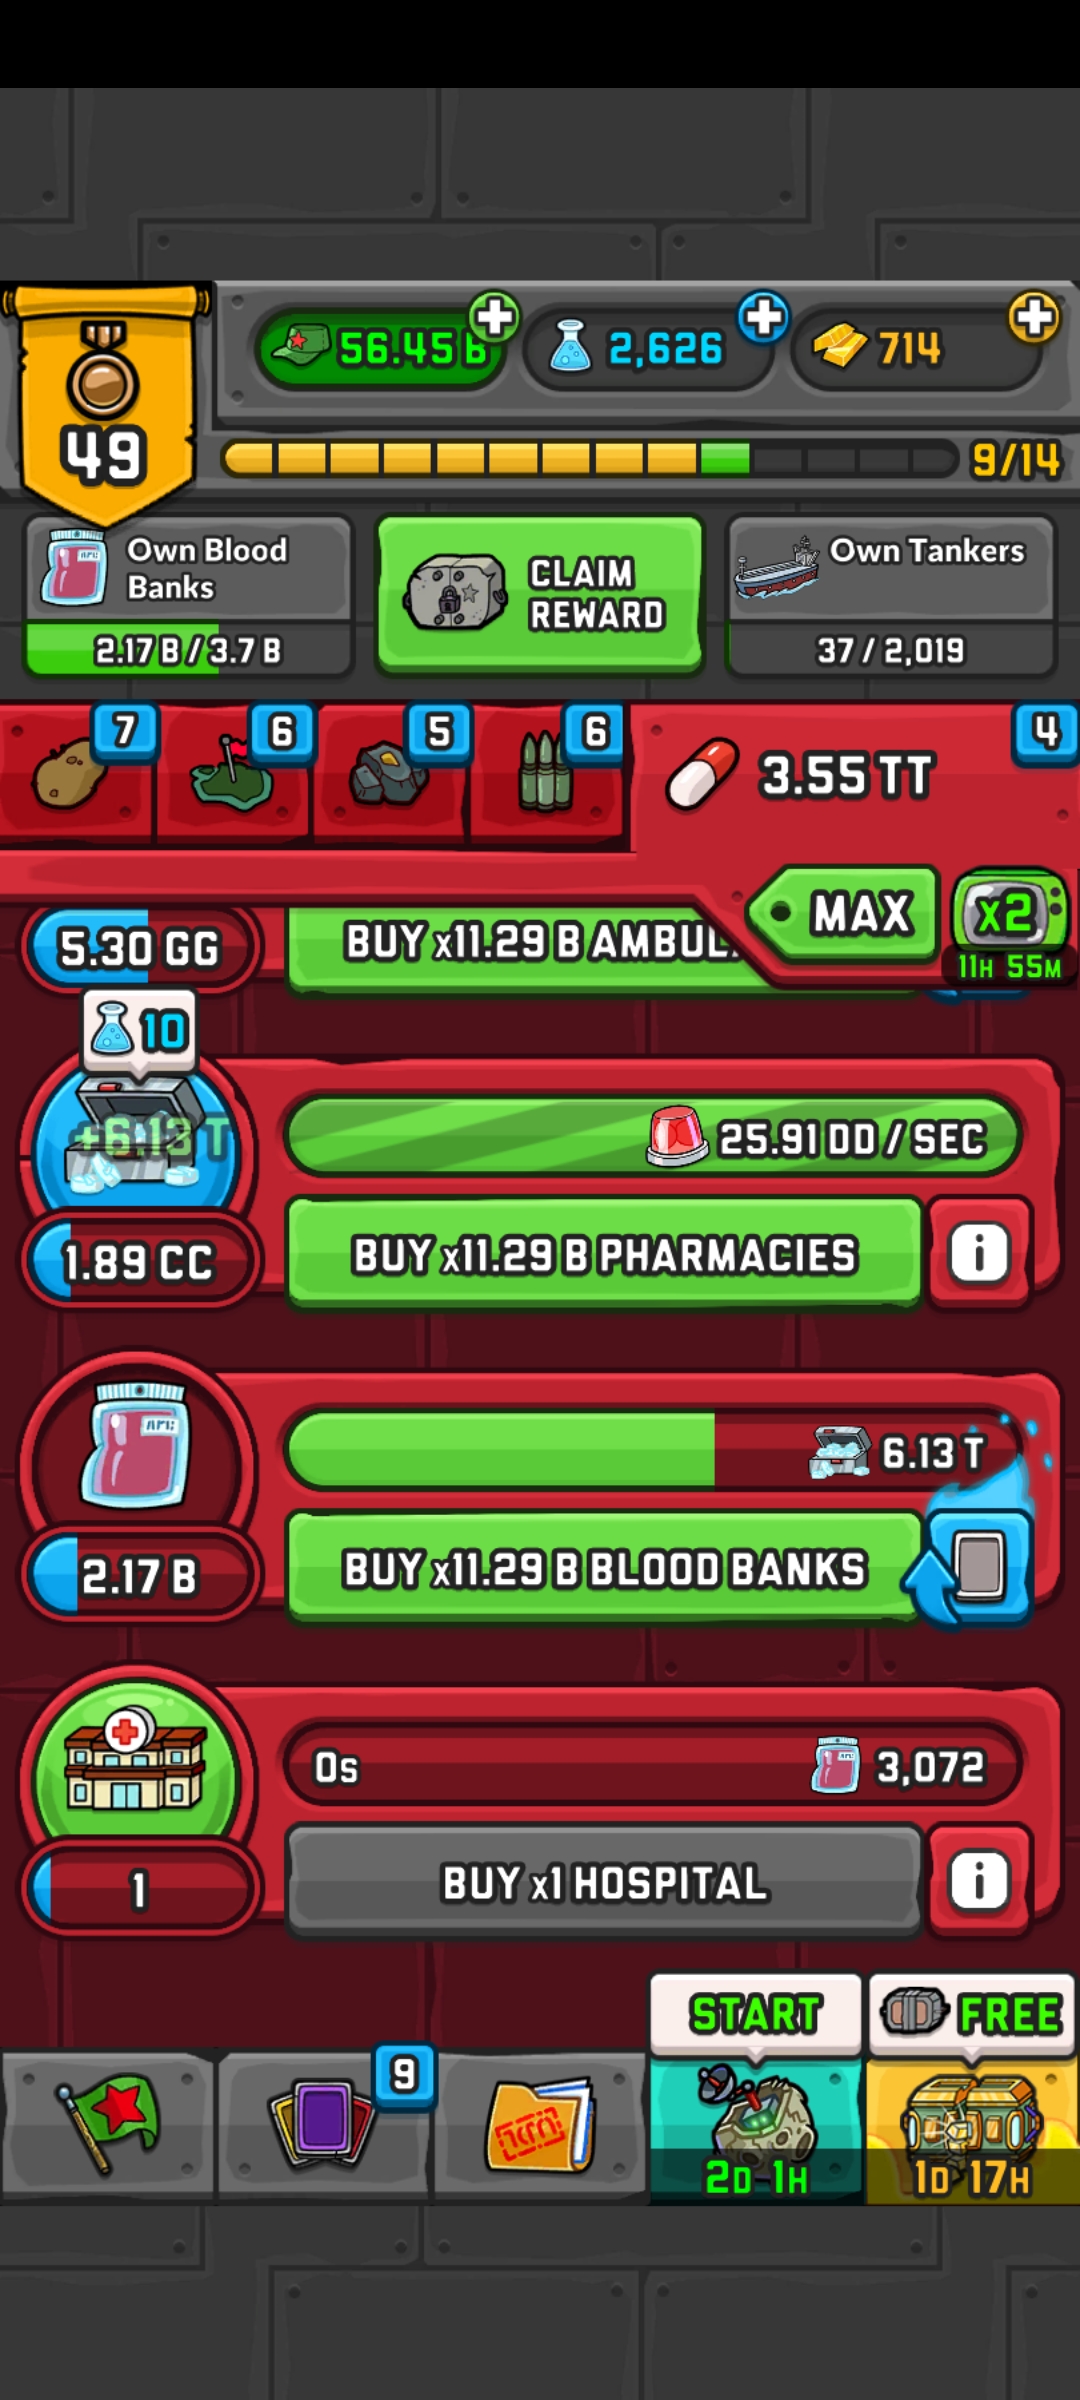 56.45 B
2,626
714
49
9/14
Own Blood
Banks
2.17 B / 3.7 B
CLAIM
REWARD
Own Tankers
37 / 2,019
7
6
5
6
3.55 TT
4
MAX
x2
11H 55M
5.30 GG
BUY x11.29 B AMBUL
10
+6.13 T
25.91 DD / SEC
1.89 CC
BUY x11.29 B PHARMACIES
i
6.13 T
2.17 B
BUY x11.29 B BLOOD BANKS
0s
3,072
1
BUY x1 HOSPITAL
i
START
FREE
9
2D 1H
1D 17H